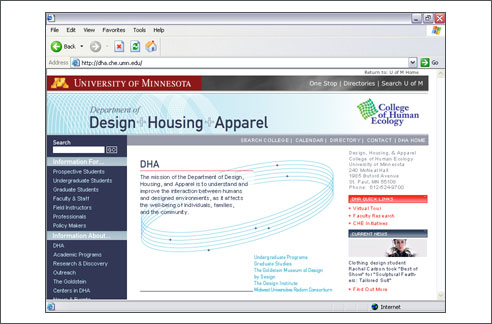 File Edit View Favorites Tools Help
Back
Address http://dha.che.umn.edu/ Go
Return to: U of M Home
M UNIVERSITY OF MINNESOTA
One Stop | Directories | Search U of M
Department of
Design+Housing+Apparel
College
of Human
Ecology
SEARCH COLLEGE | CALENDAR | DIRECTORY | CONTACT | DHA HOME
Search
GO
Information For...
Prospective Students
Undergraduate Students
Graduate Students
Faculty & Staff
Field Instructors
Professionals
Policy Makers
Information About...
DHA
Academic Programs
Research & Discovery
Outreach
The Goldstein
Centers in DHA
News & Events
DHA
The mission of the Department of Design,
Housing, and Apparel is to understand and
improve the interaction between humans
and designed environments, as it affects
the well-being of individuals, families,
and the community.
Undergraduate Programs
Graduate Studies
The Goldstein Museum of Design
by Design
The Design Institute
Midwest Universities Radon Consortium
Design, Housing, & Apparel
College of Human Ecology
University of Minnesota
240 McNeal Hall
1985 Buford Avenue
St. Paul, MN 55108
Phone: 612/624-9700
DHA QUICK LINKS
+ Virtual Tour
+ Faculty Research
+ CHE Initiatives
CURRENT NEWS
Clothing design student
Rachel Carlson took "Best of
Show" for "Sculptural Feath-
ers: Tailored Suit"
+ Find Out More
Internet